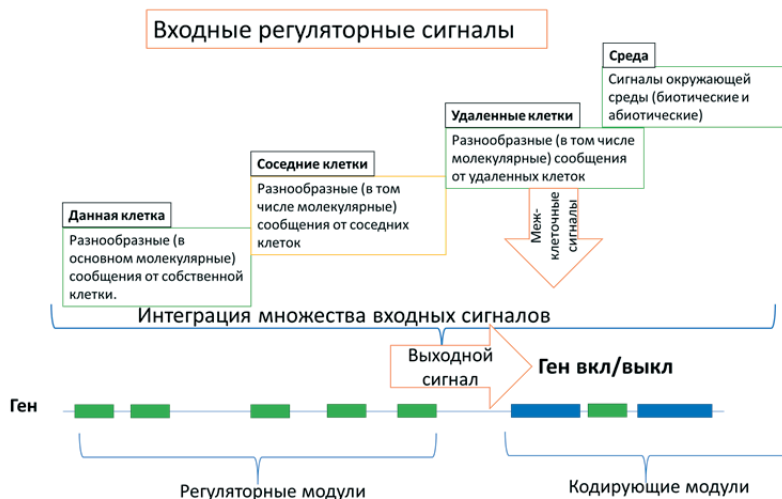 Входные регуляторные сигналы
Среда
Сигналы окружающей
среды (биотические и
абиотические)
Удаленные клетки
Разнообразные (в том числе
молекулярные) сообщения
от удаленных клеток
Соседние клетки
Разнообразные (в том
числе молекулярные)
сообщения от соседних
клеток
Данная клетка
Разнообразные (в
основном молекулярные)
сообщения от собственной
клетки.
Меж-
клеточные
сигналы
Интеграция множества входных сигналов
Выходной
сигнал
Ген вкл/выкл
Ген
Регуляторные модули
Кодирующие модули